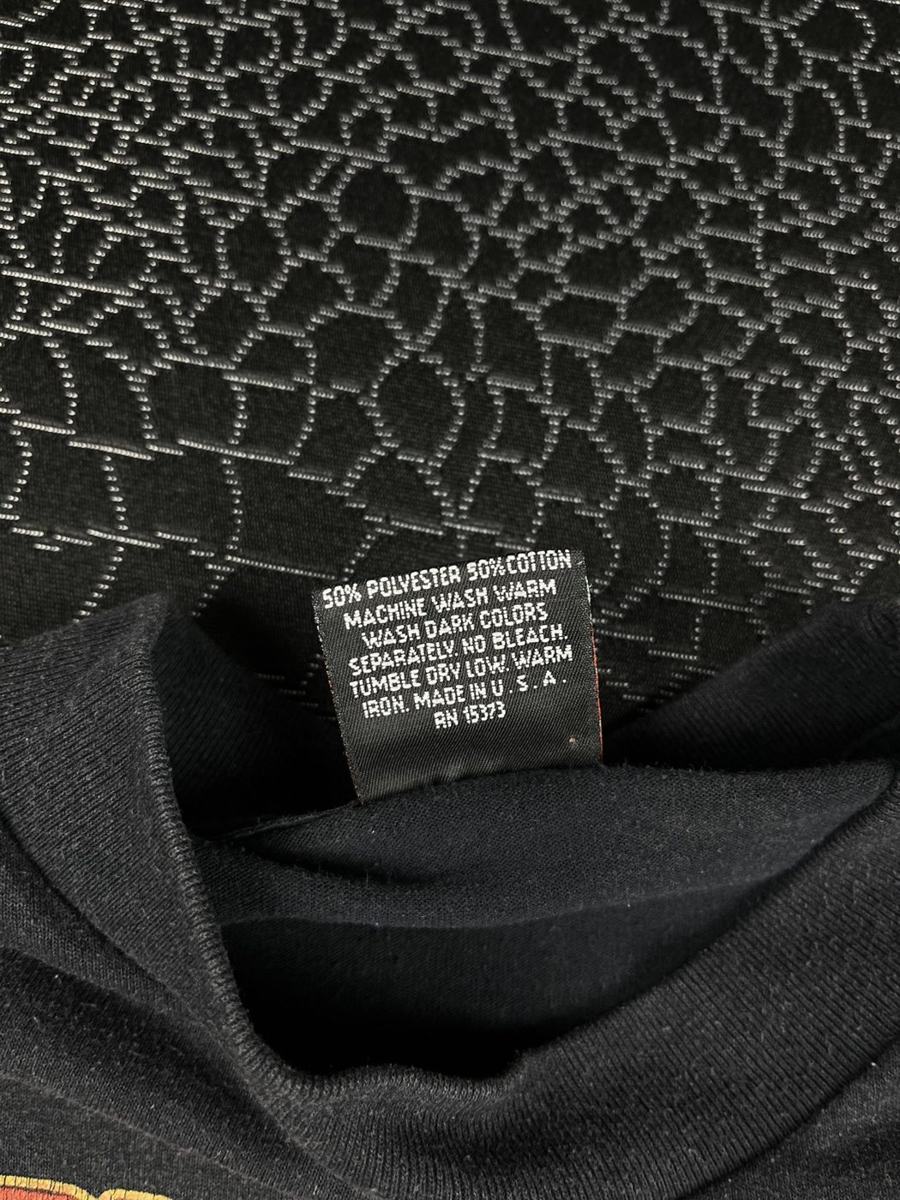 50% POLYESTER 50%COTTON
MACHINE WASH WARM
WASH DARK COLORS
SEPARATELY. NO BLEACH.
TUMBLE DRY LOW. WARM
IRON. MADE IN U.S.A.
RN 15373